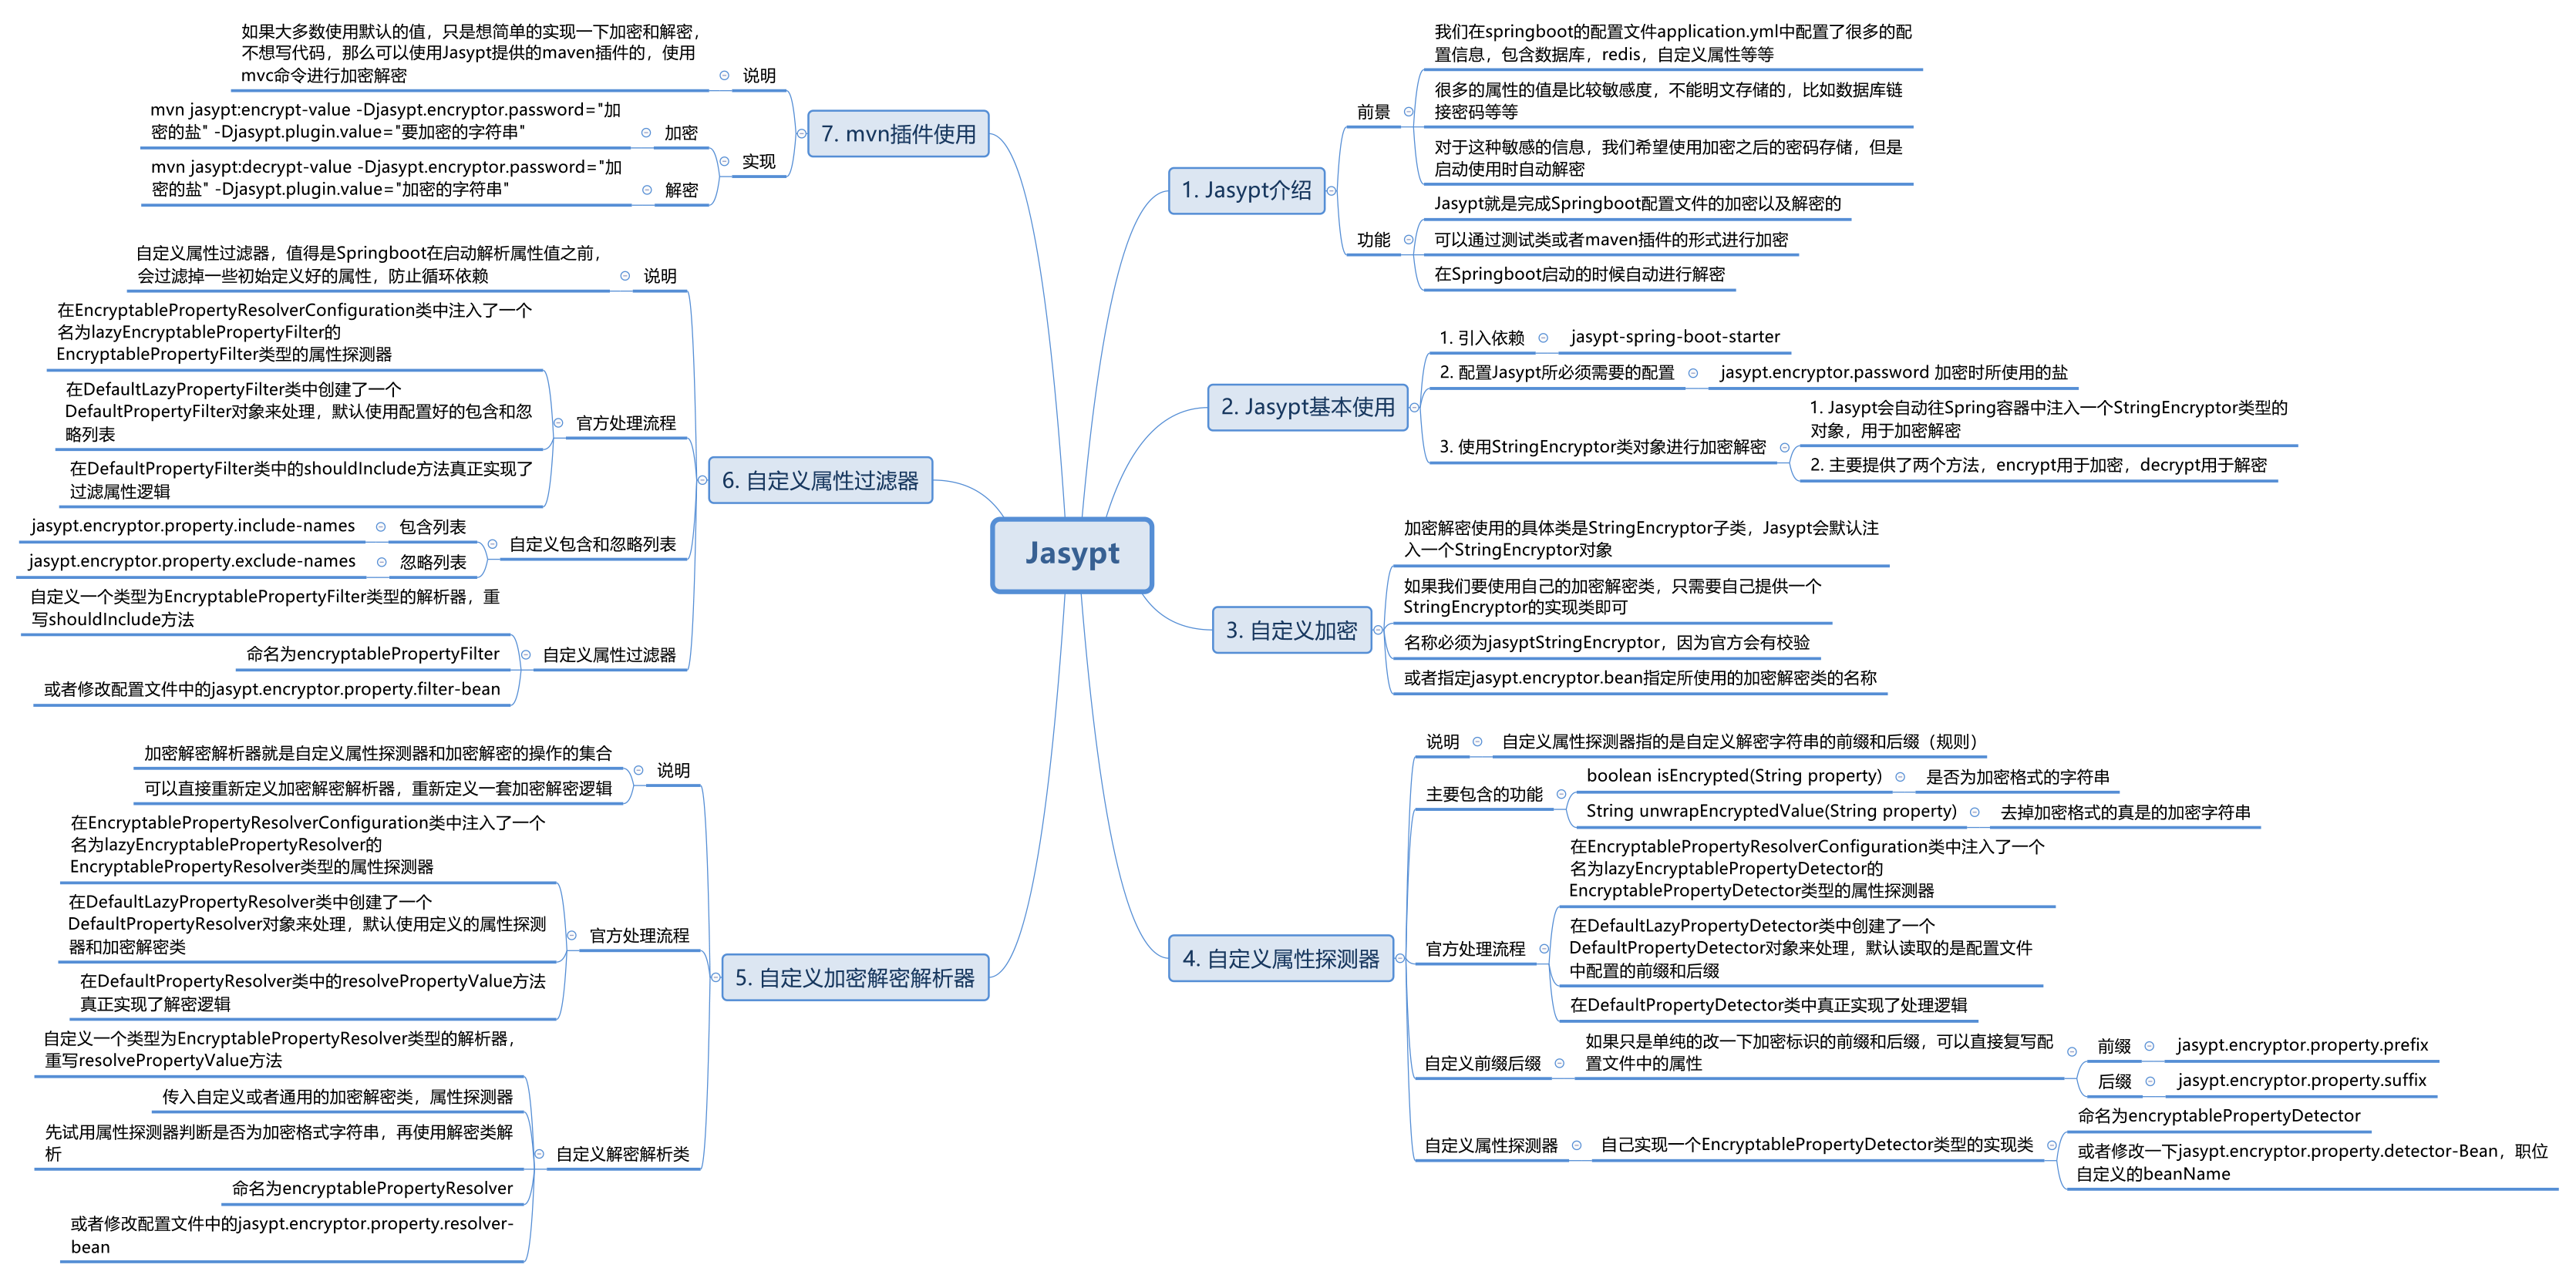 Jasypt
1. Jasypt介绍
前景
我们在springboot的配置文件application.yml中配置了很多的配
置信息，包含数据库，redis，自定义属性等等
很多的属性的值是比较敏感度，不能明文存储的，比如数据库链
接密码等等
对于这种敏感的信息，我们希望使用加密之后的密码存储，但是
启动使用时自动解密
功能
Jasypt就是完成Springboot配置文件的加密以及解密的
可以通过测试类或者maven插件的形式进行加密
在Springboot启动的时候自动进行解密
2. Jasypt基本使用
1. 引入依赖
jasypt-spring-boot-starter
2. 配置Jasypt所必须需要的配置
jasypt.encryptor.password 加密时所使用的盐
3. 使用StringEncryptor类对象进行加密解密
1. Jasypt会自动往Spring容器中注入一个StringEncryptor类型的
对象，用于加密解密
2. 主要提供了两个方法，encrypt用于加密，decrypt用于解密
3. 自定义加密
加密解密使用的具体类是StringEncryptor子类，Jasypt会默认注
入一个StringEncryptor对象
如果我们要使用自己的加密解密类，只需要自己提供一个
StringEncryptor的实现类即可
名称必须为jasyptStringEncryptor，因为官方会有校验
或者指定jasypt.encryptor.bean指定所使用的加密解密类的名称
4. 自定义属性探测器
说明
自定义属性探测器指的是自定义解密字符串的前缀和后缀（规则）
主要包含的功能
boolean isEncrypted(String property)
是否为加密格式的字符串
String unwrapEncryptedValue(String property)
去掉加密格式的真是的加密字符串
官方处理流程
在EncryptablePropertyResolverConfiguration类中注入了一个
名为lazyEncryptablePropertyDetector的
EncryptablePropertyDetector类型的属性探测器
在DefaultLazyPropertyDetector类中创建了一个
DefaultPropertyDetector对象来处理，默认读取的是配置文件
中配置的前缀和后缀
在DefaultPropertyDetector类中真正实现了处理逻辑
自定义前缀后缀
如果只是单纯的改一下加密标识的前缀和后缀，可以直接复写配
置文件中的属性
前缀
jasypt.encryptor.property.prefix
后缀
jasypt.encryptor.property.suffix
自定义属性探测器
自己实现一个EncryptablePropertyDetector类型的实现类
命名为encryptablePropertyDetector
或者修改一下jasypt.encryptor.property.detector-Bean，职位
自定义的beanName
5. 自定义加密解密解析器
说明
加密解密解析器就是自定义属性探测器和加密解密的操作的集合
可以直接重新定义加密解密解析器，重新定义一套加密解密逻辑
官方处理流程
在EncryptablePropertyResolverConfiguration类中注入了一个
名为lazyEncryptablePropertyResolver的
EncryptablePropertyResolver类型的属性探测器
在DefaultLazyPropertyResolver类中创建了一个
DefaultPropertyResolver对象来处理，默认使用定义的属性探测
器和加密解密类
在DefaultPropertyResolver类中的resolvePropertyValue方法
真正实现了解密逻辑
自定义解密解析类
自定义一个类型为EncryptablePropertyResolver类型的解析器，
重写resolvePropertyValue方法
传入自定义或者通用的加密解密类，属性探测器
先试用属性探测器判断是否为加密格式字符串，再使用解密类解
析
命名为encryptablePropertyResolver
或者修改配置文件中的jasypt.encryptor.property.resolver-
bean
6. 自定义属性过滤器
说明
自定义属性过滤器，值得是Springboot在启动解析属性值之前，
会过滤掉一些初始定义好的属性，防止循环依赖
官方处理流程
在EncryptablePropertyResolverConfiguration类中注入了一个
名为lazyEncryptablePropertyFilter的
EncryptablePropertyFilter类型的属性探测器
在DefaultLazyPropertyFilter类中创建了一个
DefaultPropertyFilter对象来处理，默认使用配置好的包含和忽
略列表
在DefaultPropertyFilter类中的shouldInclude方法真正实现了
过滤属性逻辑
自定义包含和忽略列表
包含列表
jasypt.encryptor.property.include-names
忽略列表
jasypt.encryptor.property.exclude-names
自定义属性过滤器
自定义一个类型为EncryptablePropertyFilter类型的解析器，重
写shouldInclude方法
命名为encryptablePropertyFilter
或者修改配置文件中的jasypt.encryptor.property.filter-bean
7. mvn插件使用
说明
如果大多数使用默认的值，只是想简单的实现一下加密和解密，
不想写代码，那么可以使用Jasypt提供的maven插件的，使用
mvc命令进行加密解密
实现
加密
mvn jasypt:encrypt-value -Djasypt.encryptor.password="加
密的盐" -Djasypt.plugin.value="要加密的字符串"
解密
mvn jasypt:decrypt-value -Djasypt.encryptor.password="加
密的盐" -Djasypt.plugin.value="加密的字符串"